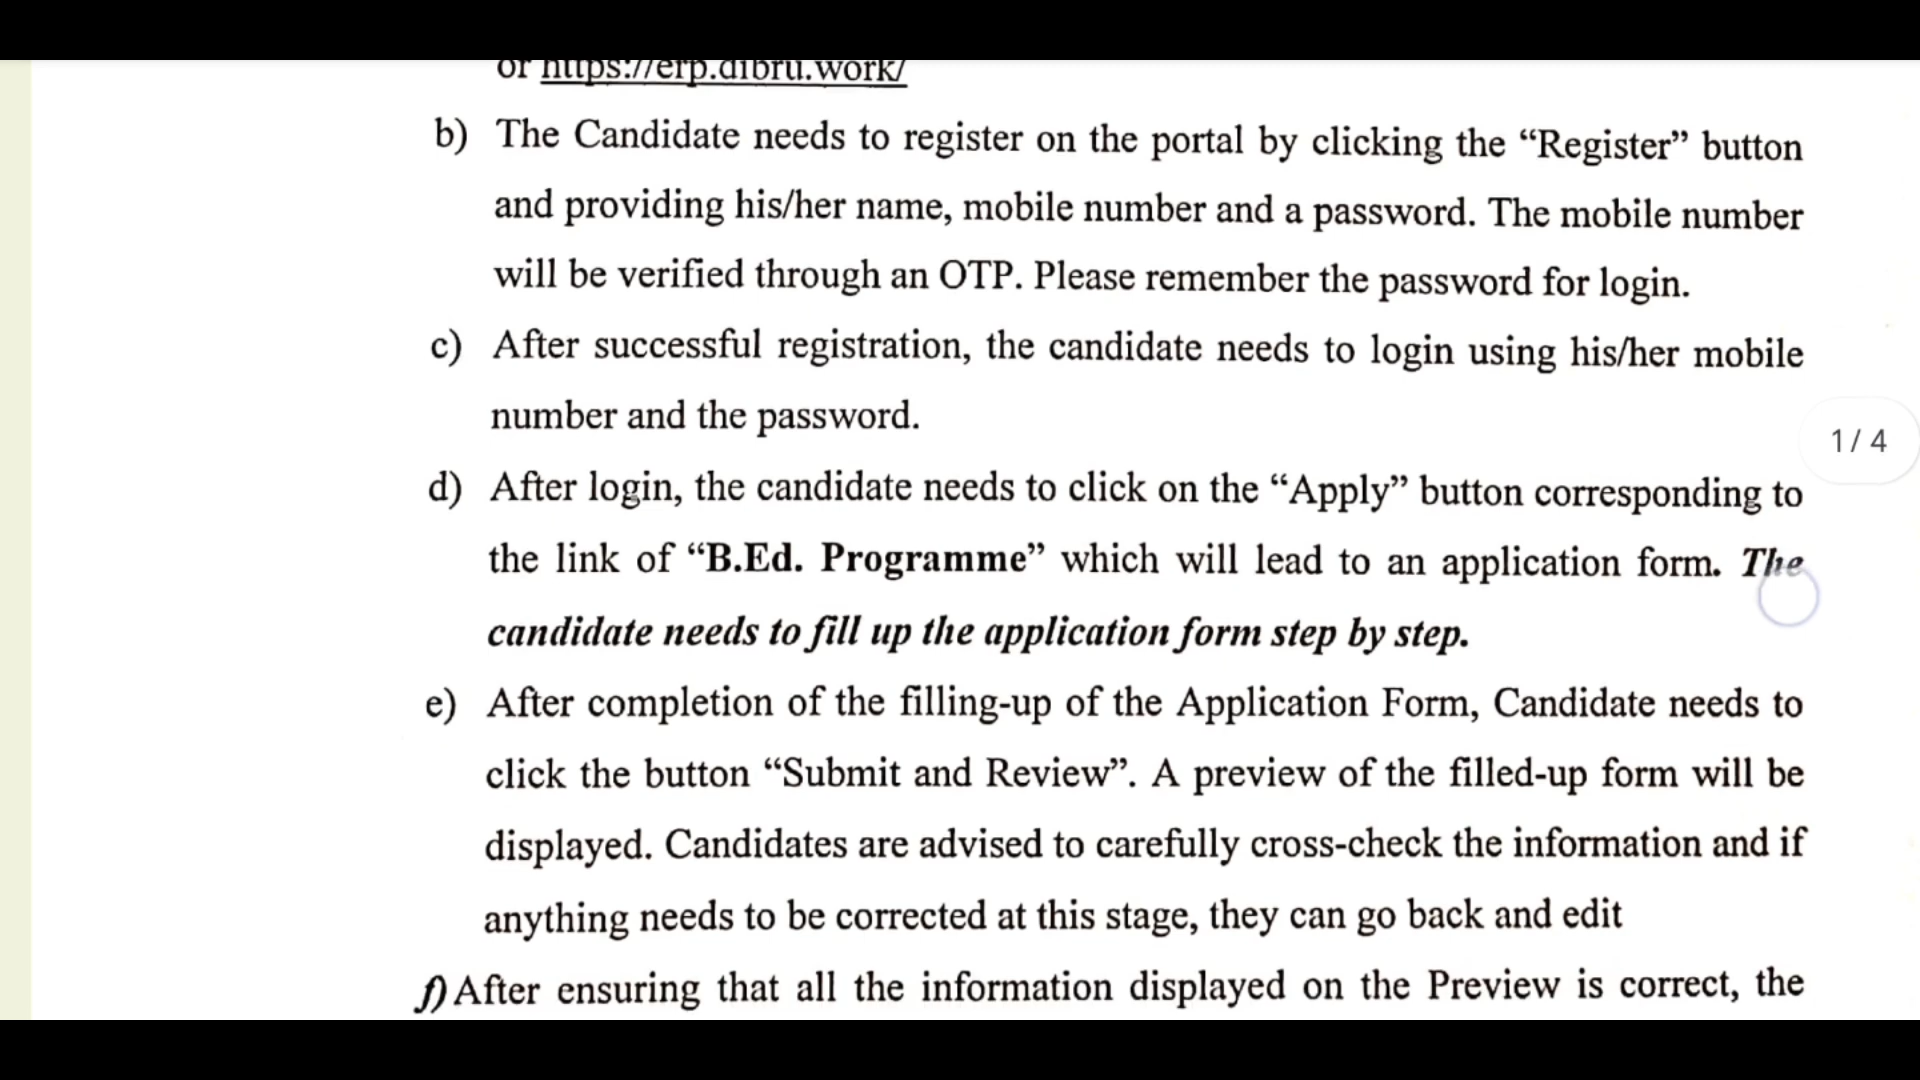 or https://erp.dibru.work/
b) The Candidate needs to register on the portal by clicking the “Register” button
and providing his/her name, mobile number and a password. The mobile number
will be verified through an OTP. Please remember the password for login.
c) After successful registration, the candidate needs to login using his/her mobile
number and the password.
d) After login, the candidate needs to click on the “Apply” button corresponding to
the link of “B.Ed. Programme” which will lead to an application form. The
candidate needs to fill up the application form step by step.
e) After completion of the filling-up of the Application Form, Candidate needs to
click the button “Submit and Review”. A preview of the filled-up form will be
displayed. Candidates are advised to carefully cross-check the information and if
anything needs to be corrected at this stage, they can go back and edit
f) After ensuring that all the information displayed on the Preview is correct, the
1 / 4